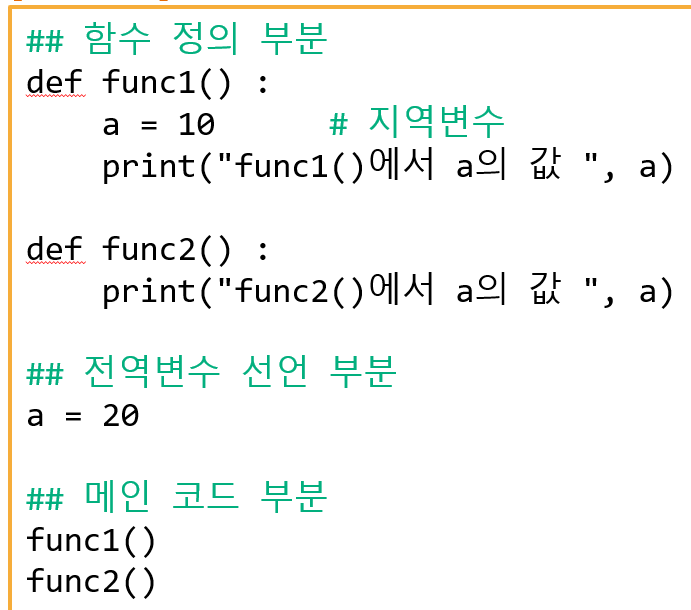 ## 함수 정의 부분
def func1() :
    a = 10      # 지역변수
    print("func1()에서 a의 값 ", a)

def func2() :
    print("func2()에서 a의 값 ", a)

## 전역변수 선언 부분
a = 20

## 메인 코드 부분
func1()
func2()